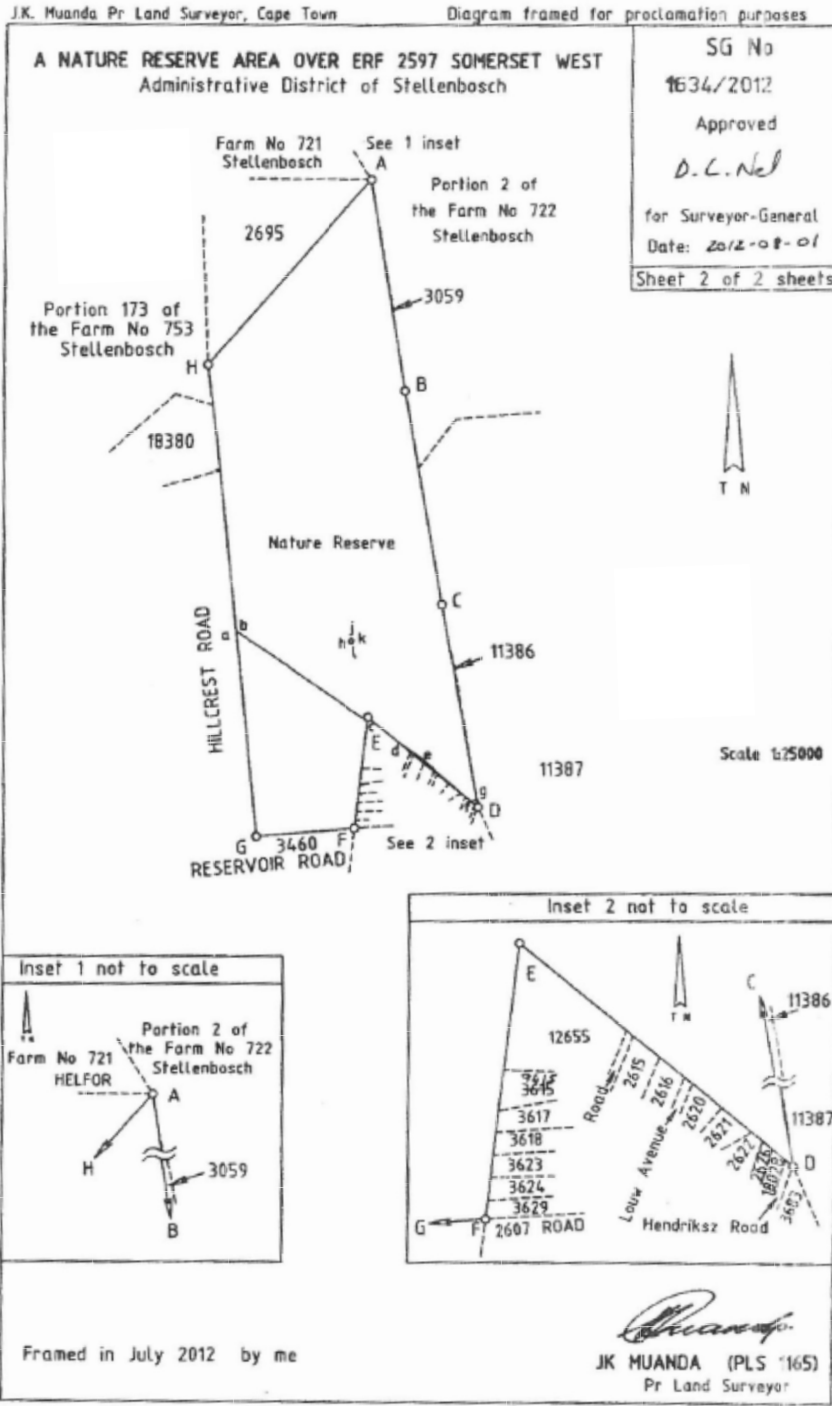 J.K. Muanda Pr Land Surveyor, Cape Town
Diagram framed for proclamation purposes
A NATURE RESERVE AREA OVER ERF 2597 SOMERSET WEST
Administrative District of Stellenbosch
SG No
1634/2012
Approved
D.C. Nel
for Surveyor-General
Date: 2012-08-01
Sheet 2 of 2 sheets
Farm No 721
Stellenbosch
See 1 inset
A
Portion 2 of
the Farm No 722
Stellenbosch
2695
3059
Portion 173 of
the Farm No 753
Stellenbosch
H
B
18380
T N
Nature Reserve
C
HILLCREST ROAD
a
b
j
h
k
l
11386
E
d
e
11387
Scale 1:25000
g
D
G
3460
F
See 2 inset
RESERVOIR ROAD
Inset 1 not to scale
T N
Portion 2 of
the Farm No 722
Stellenbosch
Farm No 721
HELFOR
A
H
3059
B
Inset 2 not to scale
E
T N
C
11386
12655
3615
3617
3618
3623
3624
3629
Road
2615
2616
Louw Avenue
2620
2621
2622
2626
11387
D
3603
Hendriksz Road
G
F
2607 ROAD
Framed in July 2012 by me
JK MUANDA (PLS 1165)
Pr Land Surveyor